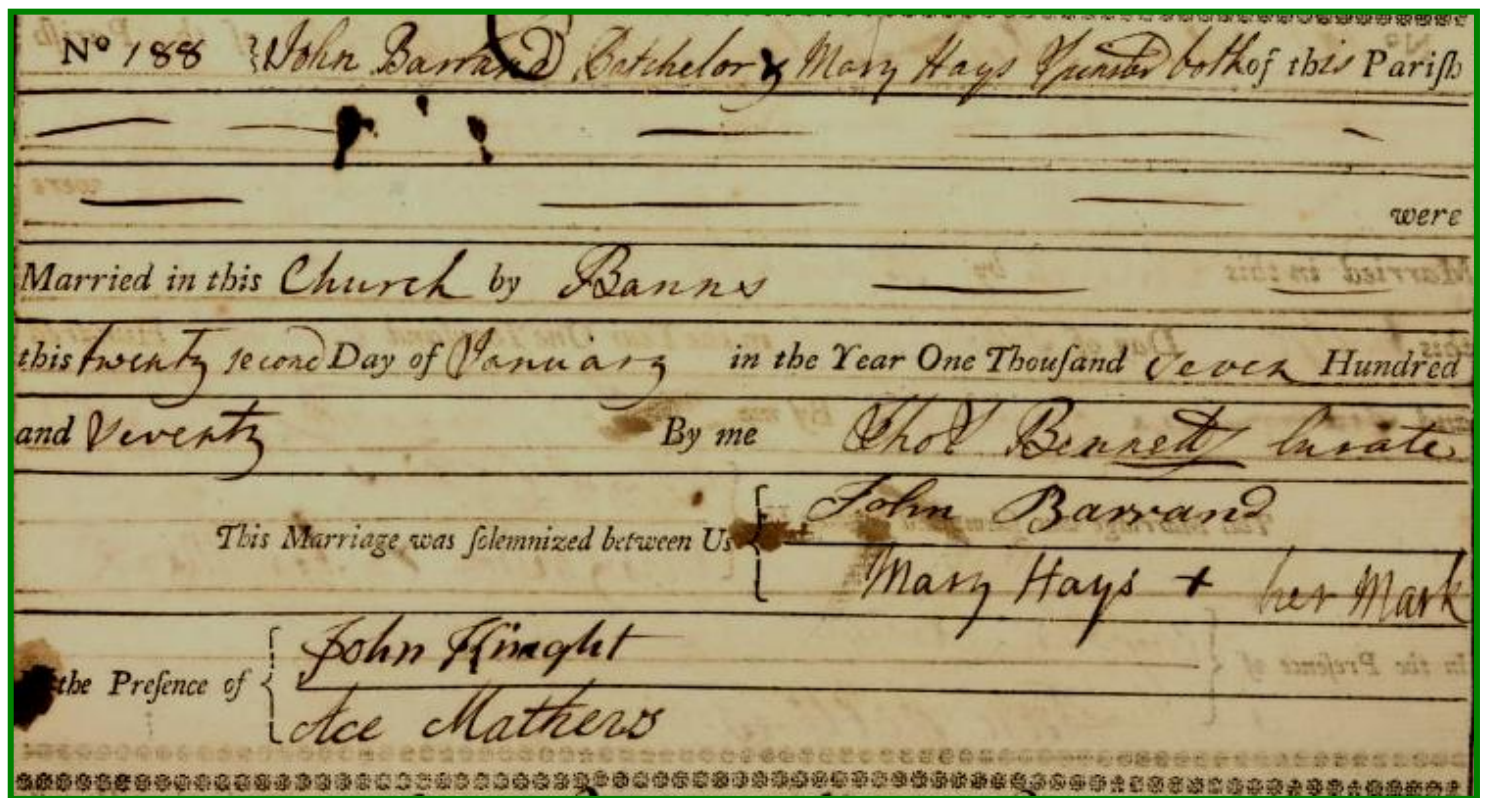 Nº 188 John Barrand Batchelor & Mary Hays Spinster both of this Pariſh
were
Married in this Church by Banns
this twenty second Day of January in the Year One Thouſand Seven Hundred
and Seventy By me Thoˢ Bennett Curate
This Marriage was ſolemnized between Us
John Barrand
Mary Hays + her Mark
the Preſence of
John Knight
Ace Mathews